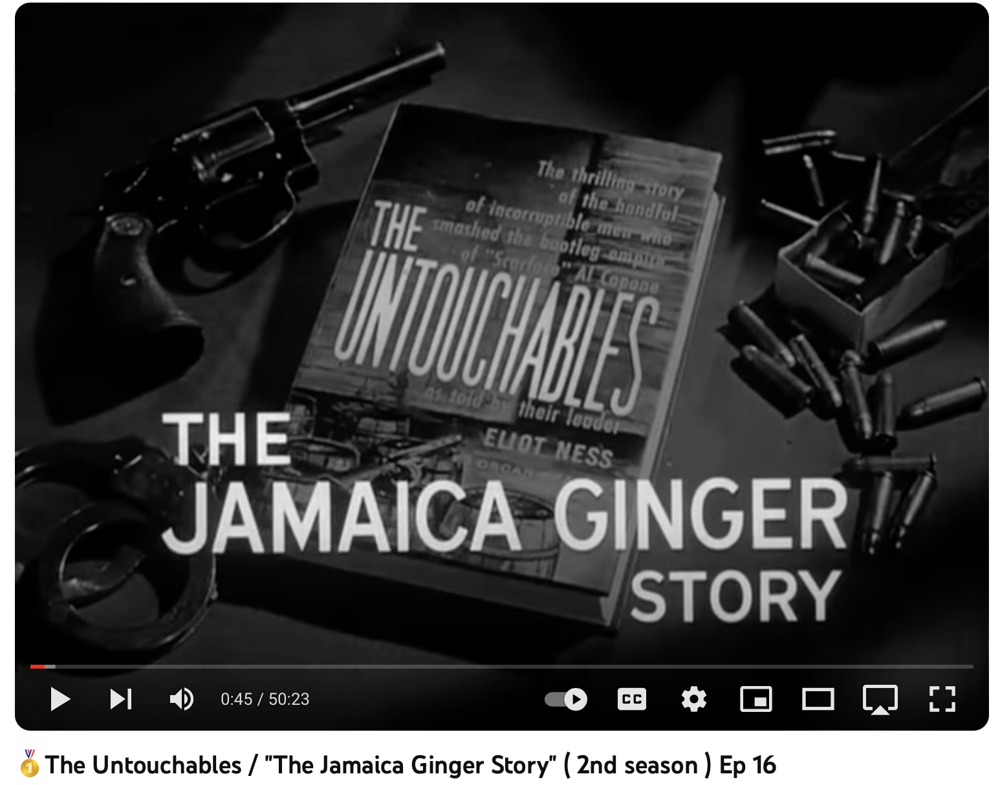 The thrilling story
of the handful
of incorruptible men who
smashed the bootleg empire
of "Scarface" Al Capone
THE
UNTOUCHABLES
as told by their leader
ELIOT NESS
OSCAR
THE
JAMAICA GINGER
STORY
0:45 / 50:23
CC
🥇The Untouchables / "The Jamaica Ginger Story" ( 2nd season ) Ep 16